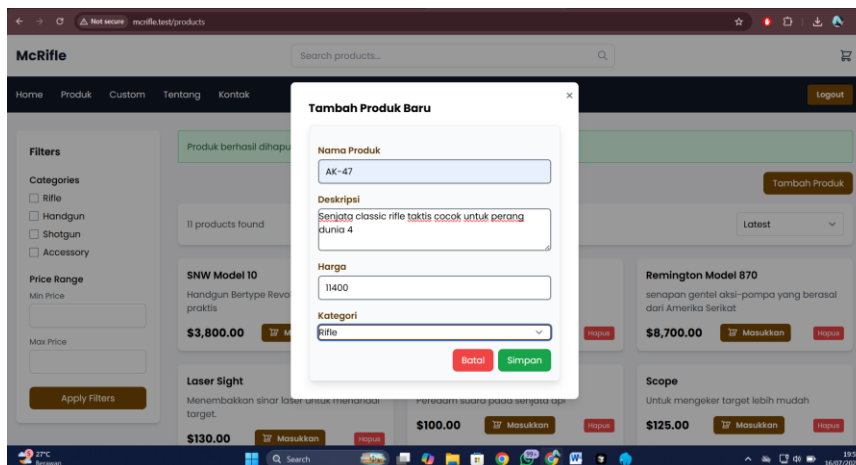 Not secure mcrifle.test/products
McRifle
Search products...
Home Produk Custom Tentang Kontak
Logout
Tambah Produk Baru
×
Nama Produk
AK-47
Deskripsi
Senjata classic rifle taktis cocok untuk perang
dunia 4
Harga
11400
Kategori
Rifle
Batal Simpan
Filters
Categories
Rifle
Handgun
Shotgun
Accessory
Price Range
Min Price
Max Price
Apply Filters
Produk berhasil dihapu
Tambah Produk
11 products found
Latest
SNW Model 10
Handgun Bertype Revo
praktis
$3,800.00
Hapus
Remington Model 870
senapan gentel aksi-pompa yang berasal
dari Amerika Serikat
$8,700.00 Masukkan Hapus
Laser Sight
Menembakkan sinar laser untuk menandai
target.
$130.00 Masukkan Hapus
Peredam suara pada senjata api
$100.00 Masukkan Hapus
Scope
Untuk mengeker target lebih mudah
$125.00 Masukkan Hapus
27°C
Berawan
Search
99+